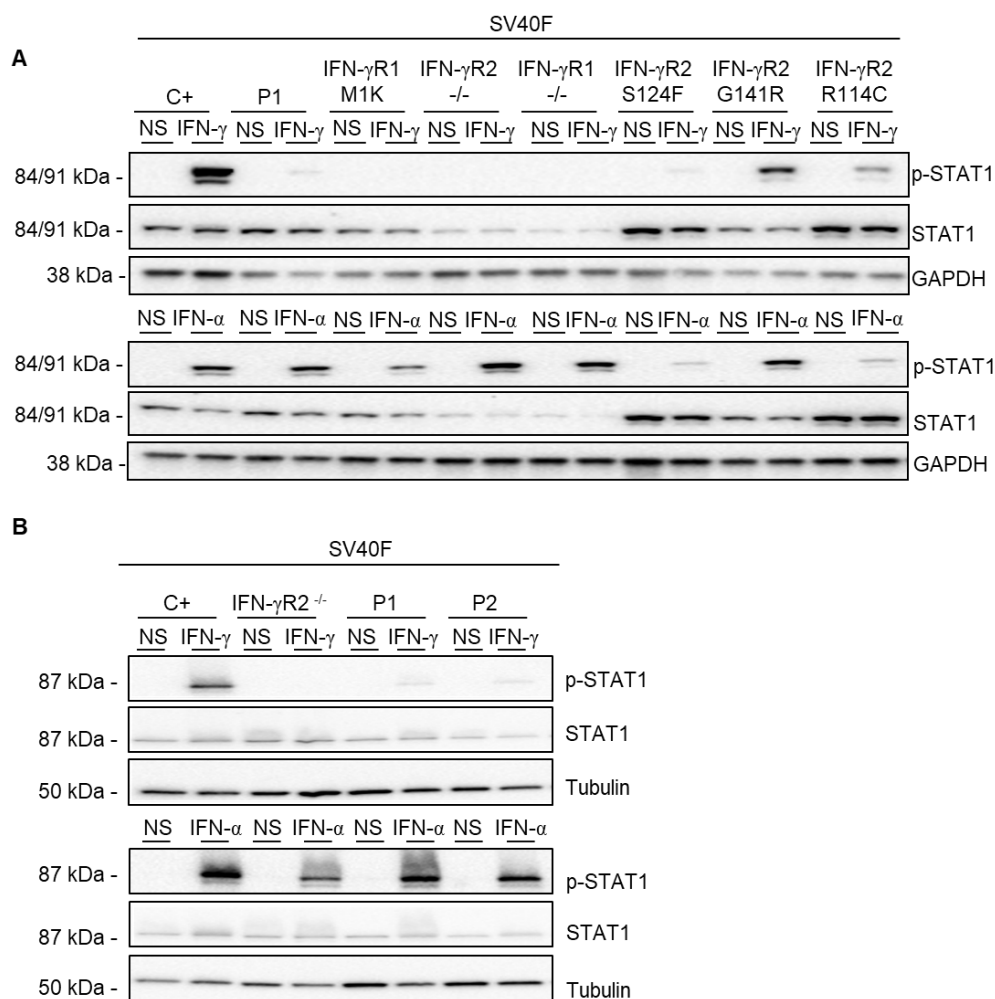 SV40F
A
C+ P1 IFN-γR1 M1K IFN-γR2 -/- IFN-γR1 -/- IFN-γR2 S124F IFN-γR2 G141R IFN-γR2 R114C
NS IFN-γ NS IFN-γ NS IFN-γ NS IFN-γ NS IFN-γ NS IFN-γ NS IFN-γ NS IFN-γ
84/91 kDa - p-STAT1
84/91 kDa - STAT1
38 kDa - GAPDH
NS IFN-α NS IFN-α NS IFN-α NS IFN-α NS IFN-α NS IFN-α NS IFN-α NS IFN-α
84/91 kDa - p-STAT1
84/91 kDa - STAT1
38 kDa - GAPDH
B
SV40F
C+ IFN-γR2 -/- P1 P2
NS IFN-γ NS IFN-γ NS IFN-γ NS IFN-γ
87 kDa - p-STAT1
87 kDa - STAT1
50 kDa - Tubulin
NS IFN-α NS IFN-α NS IFN-α NS IFN-α
87 kDa - p-STAT1
87 kDa - STAT1
50 kDa - Tubulin